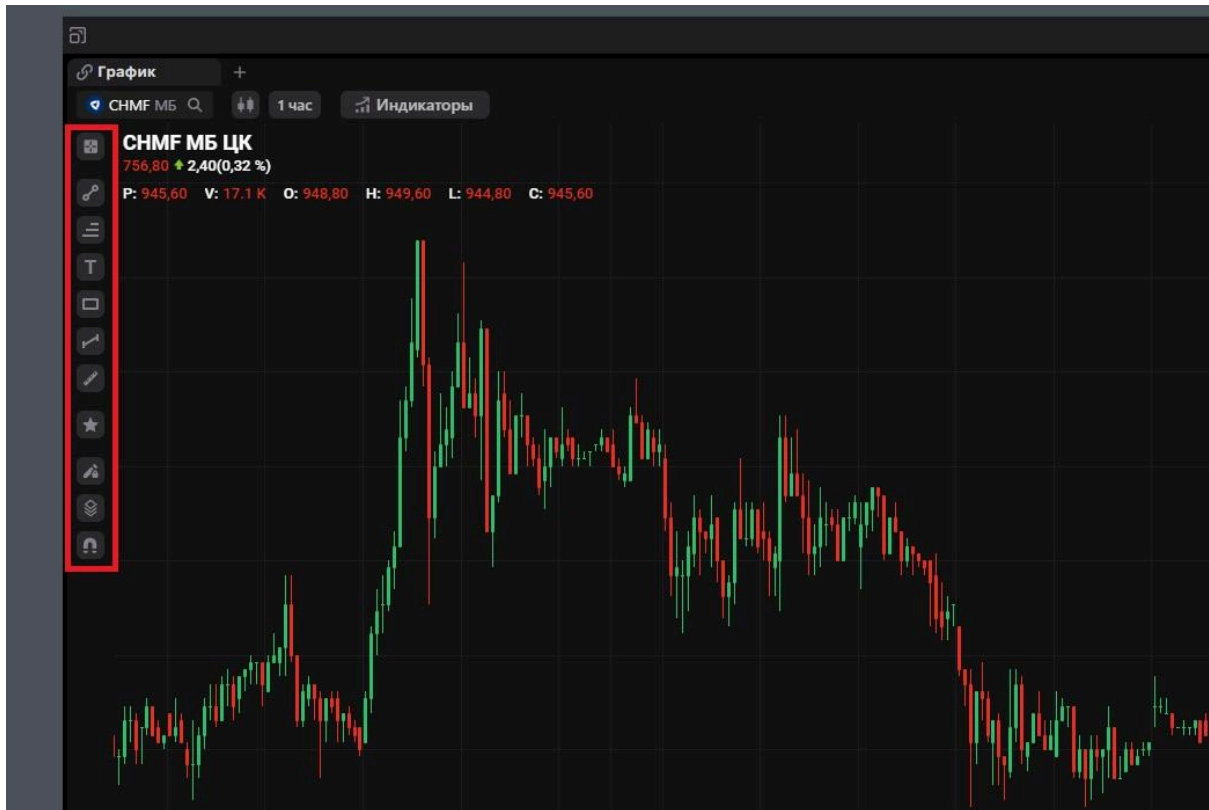 График +
CHMF МБ 1 час Индикаторы
CHMF МБ ЦК
756,80 2,40(0,32 %)
P: 945,60 V: 17.1 K O: 948,80 H: 949,60 L: 944,80 C: 945,60
T